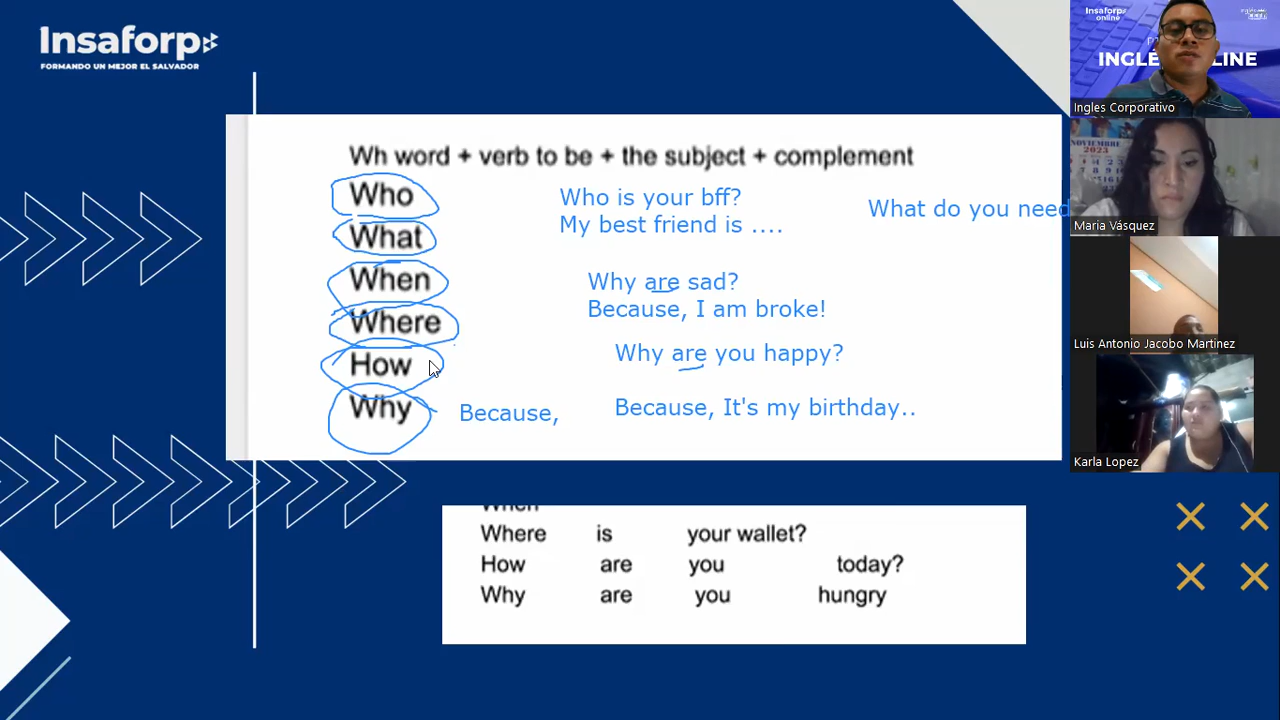 Insaforp
FORMANDO UN MEJOR EL SALVADOR
Wh word + verb to be + the subject + complement
Who
What
When
Where
How
Why
Who is your bff?
My best friend is ....
What do you need
Why are sad?
Because, I am broke!
Why are you happy?
Because,
Because, It's my birthday..
When
Where is your wallet?
How are you today?
Why are you hungry
Insaforp
online
INGLÉ
LINE
Ingles Corporativo
NOVIEMBRE
2023
Maria Vásquez
Luis Antonio Jacobo Martinez
Karla Lopez